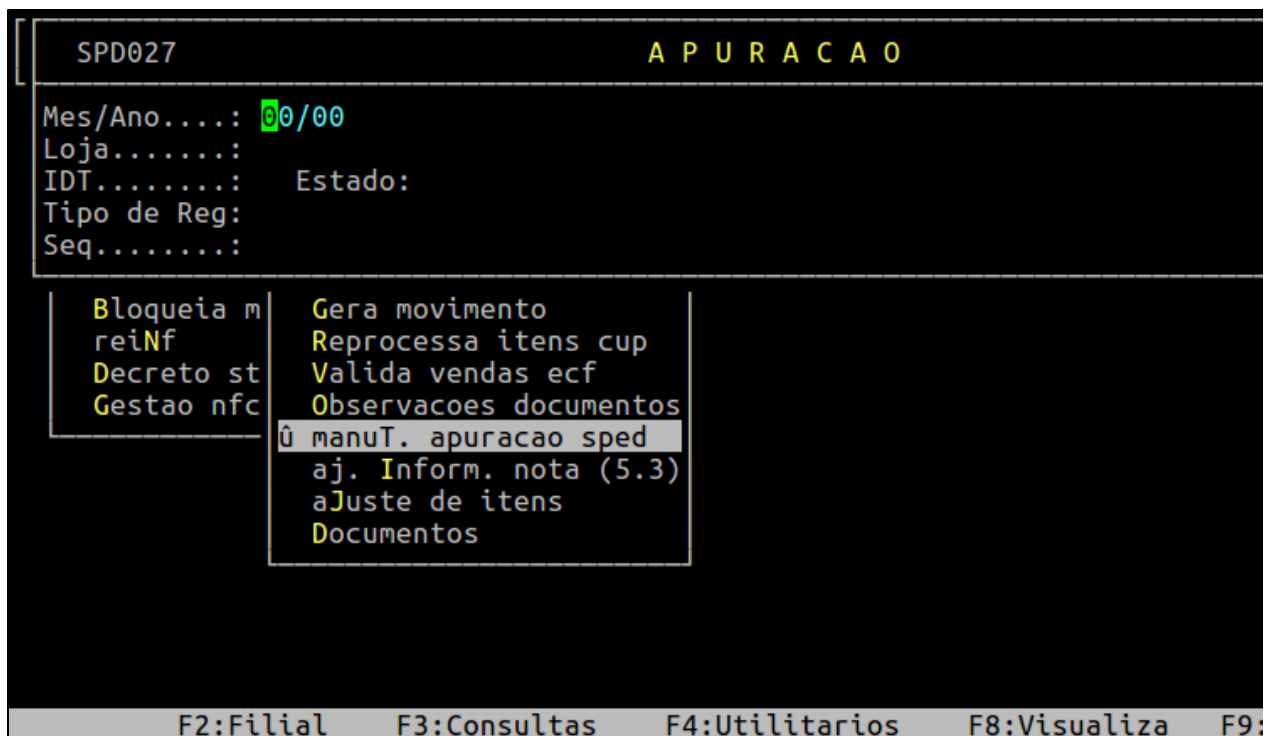 SPD027 A P U R A C A O
Mes/Ano....: 00/00
Loja.......:
IDT........: Estado:
Tipo de Reg:
Seq........:
Bloqueia m
reiNf
Decreto st
Gestao nfc
Gera movimento
Reprocessa itens cup
Valida vendas ecf
Observacoes documentos
û manuT. apuracao sped
aj. Inform. nota (5.3)
aJuste de itens
Documentos
F2:Filial F3:Consultas F4:Utilitarios F8:Visualiza F9: